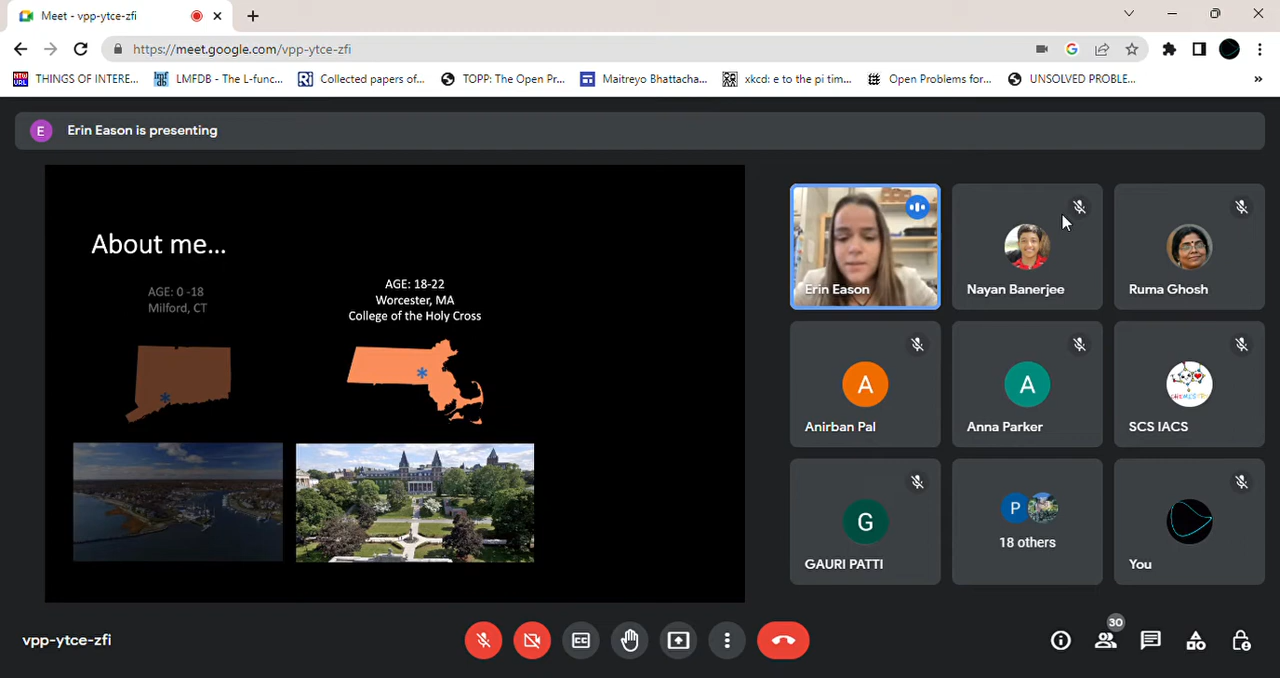 Meet - vpp-ytce-zfi
https://meet.google.com/vpp-ytce-zfi
THINGS OF INTERE...
LMFDB - The L-func...
Collected papers of...
TOPP: The Open Pr...
Maitreyo Bhattacha...
xkcd: e to the pi tim...
Open Problems for...
UNSOLVED PROBLE...
»
E
Erin Eason is presenting
About me...
AGE: 0 -18
Milford, CT
AGE: 18-22
Worcester, MA
College of the Holy Cross
*
*
Erin Eason
Nayan Banerjee
Ruma Ghosh
A
Anirban Pal
A
Anna Parker
CHEMISTRY
SCS IACS
G
GAURI PATTI
P
18 others
You
vpp-ytce-zfi
CC
30